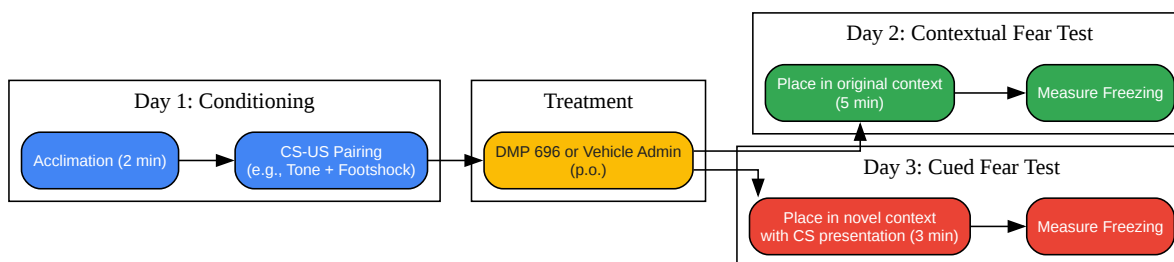 Day 1: Conditioning
Acclimation (2 min)
CS-US Pairing
(e.g., Tone + Footshock)
Treatment
DMP 696 or Vehicle Admin
(p.o.)
Day 2: Contextual Fear Test
Place in original context
(5 min)
Measure Freezing
Day 3: Cued Fear Test
Place in novel context
with CS presentation (3 min)
Measure Freezing